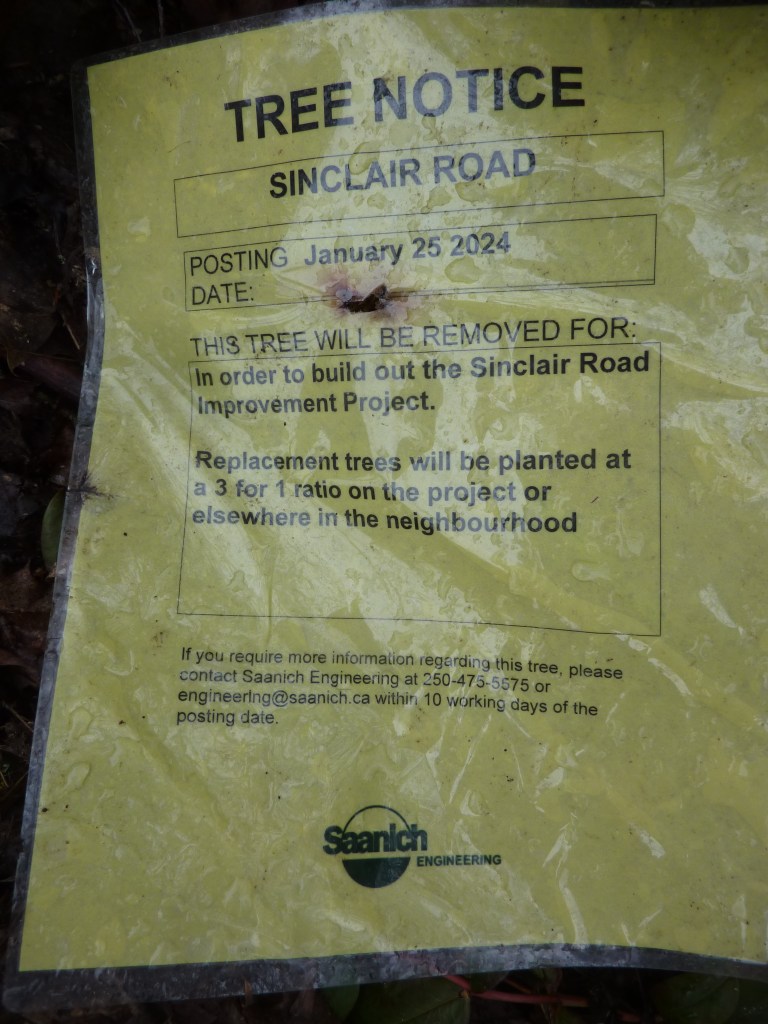 TREE NOTICE
SINCLAIR ROAD
POSTING January 25 2024
DATE:
THIS TREE WILL BE REMOVED FOR:
In order to build out the Sinclair Road
Improvement Project.
Replacement trees will be planted at
a 3 for 1 ratio on the project or
elsewhere in the neighbourhood
If you require more information regarding this tree, please
contact Saanich Engineering at 250-475-5575 or
engineering@saanich.ca within 10 working days of the
posting date.
Saanich
ENGINEERING